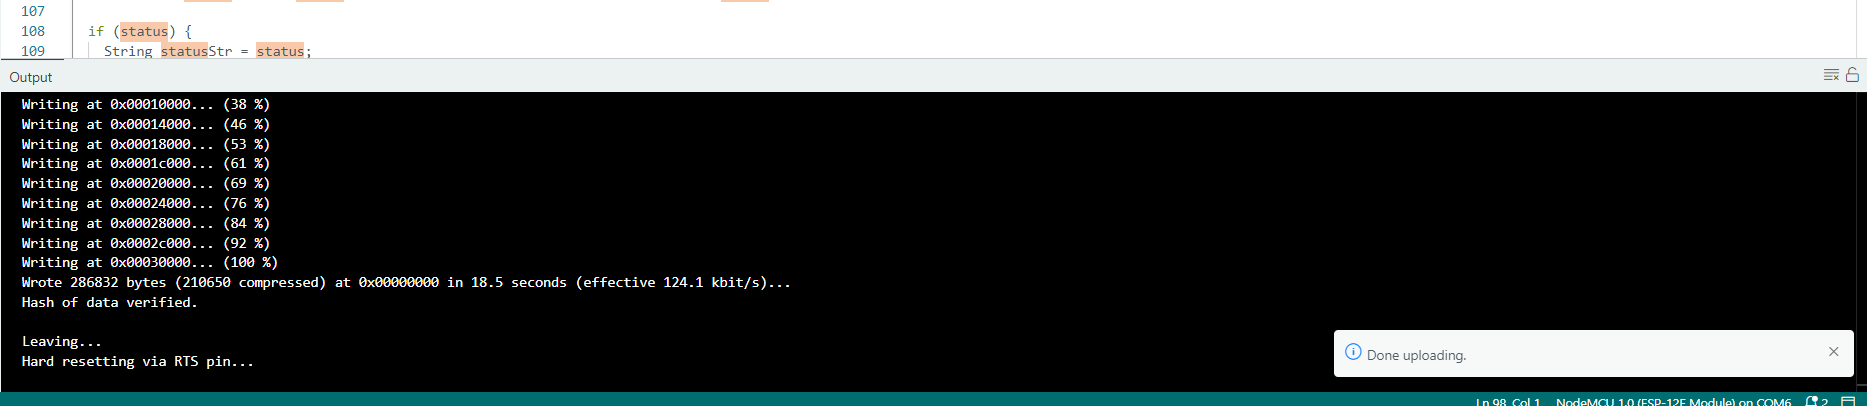 107
108 if (status) {
109 String statusStr = status;
Output
Writing at 0x00010000... (38 %)
Writing at 0x00014000... (46 %)
Writing at 0x00018000... (53 %)
Writing at 0x0001c000... (61 %)
Writing at 0x00020000... (69 %)
Writing at 0x00024000... (76 %)
Writing at 0x00028000... (84 %)
Writing at 0x0002c000... (92 %)
Writing at 0x00030000... (100 %)
Wrote 286832 bytes (210650 compressed) at 0x00000000 in 18.5 seconds (effective 124.1 kbit/s)...
Hash of data verified.
Leaving...
Hard resetting via RTS pin...
Done uploading.
Ln 98, Col 1 NodeMCU 1.0 (ESP-12E Module) on COM6 2